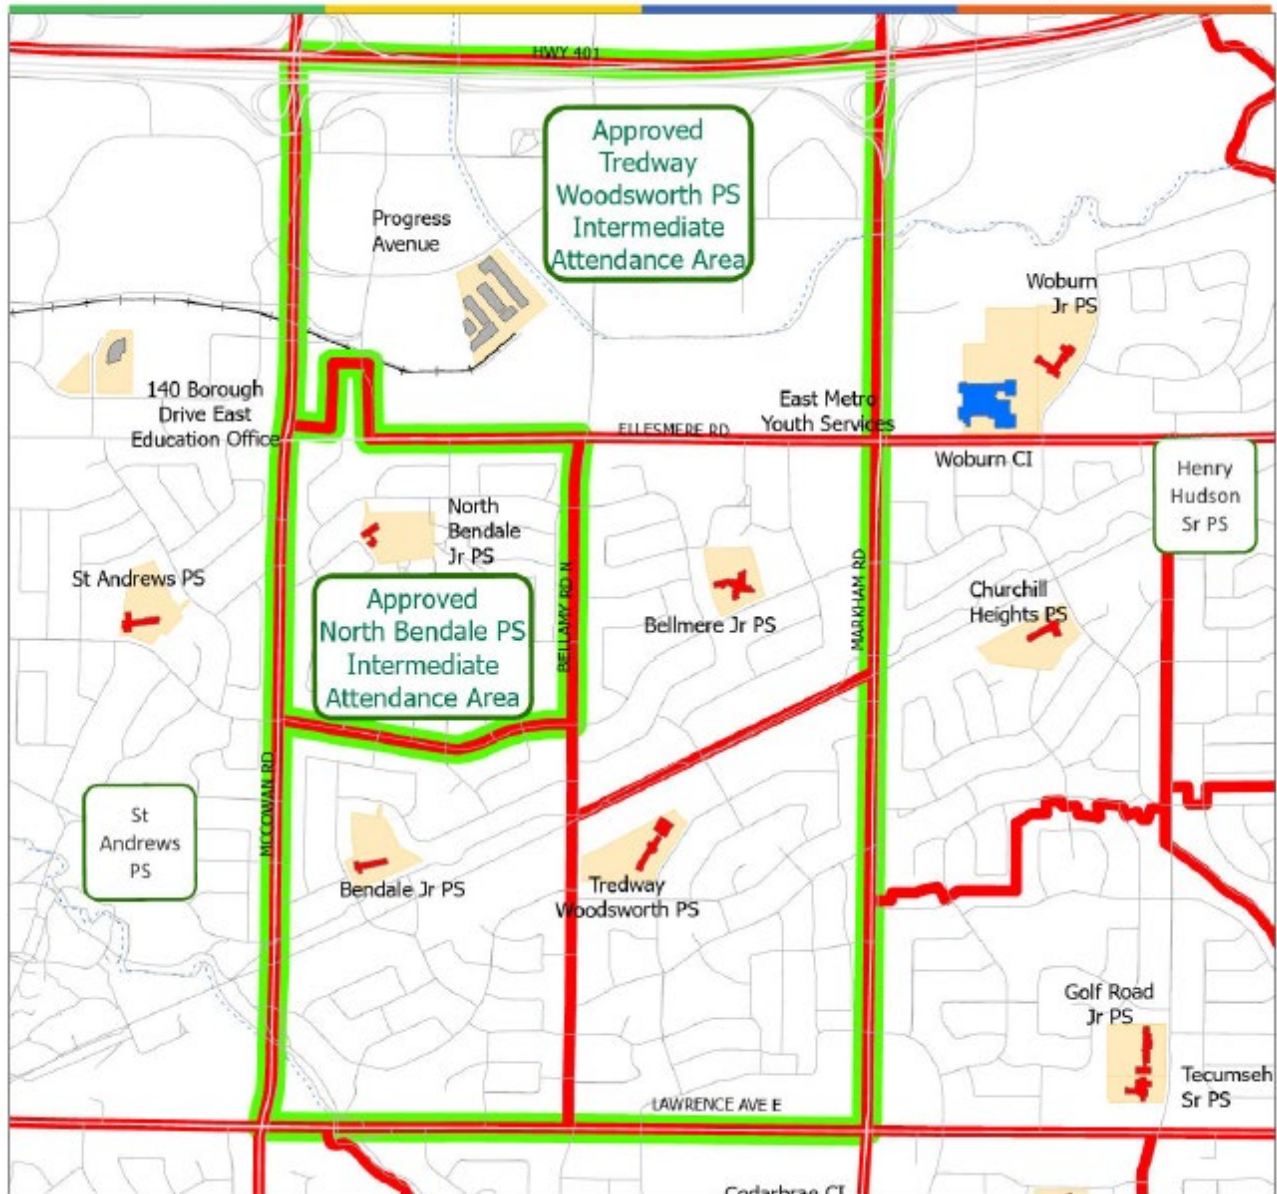 HWY 401
Approved
Tredway
Woodsworth PS
Intermediate
Attendance Area
Progress
Avenue
Woburn
Jr PS
140 Borough
Drive East
Education Office
East Metro
Youth Services
ELLESMERE RD
Woburn CI
Henry
Hudson
Sr PS
North
Bendale
Jr PS
St Andrews PS
Approved
North Bendale PS
Intermediate
Attendance Area
BELLAMY RD N
Bellmere Jr PS
MARKHAM RD
Churchill
Heights PS
MCCOWAN RD
St
Andrews
PS
Bendale Jr PS
Tredway
Woodsworth PS
Golf Road
Jr PS
Tecumseh
Sr PS
LAWRENCE AVE E
Cedarbrae CI